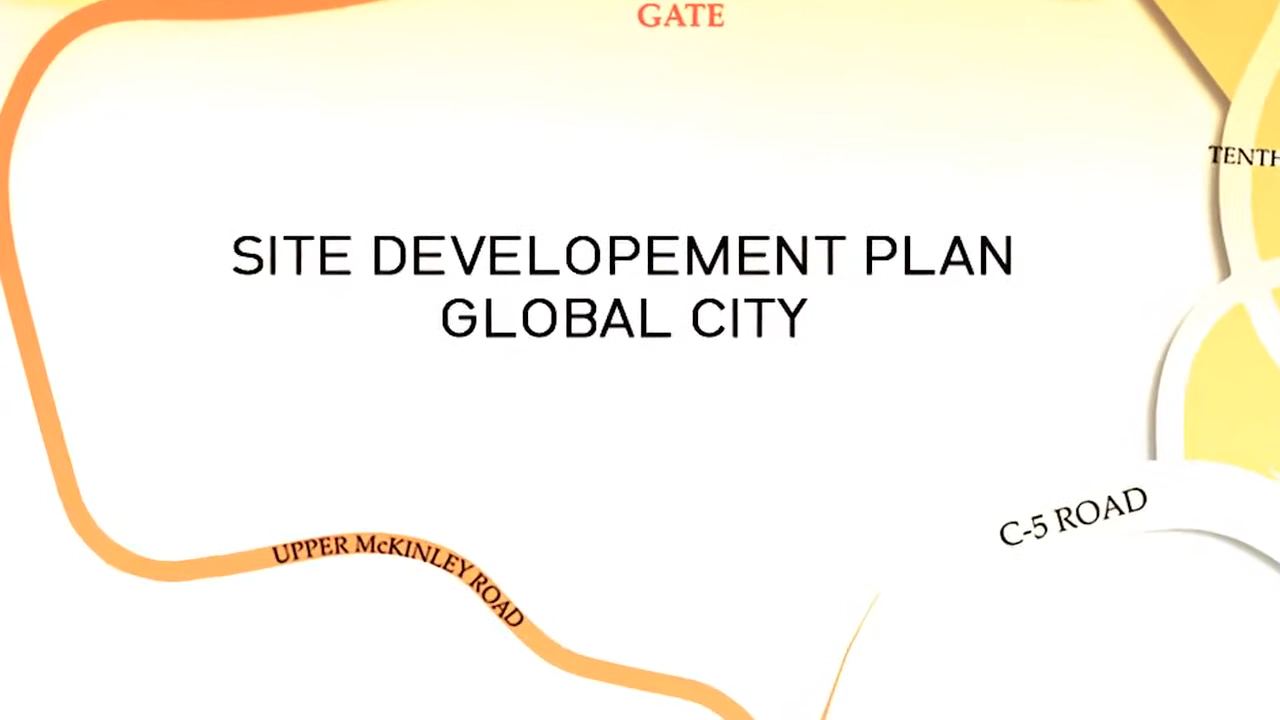 GATE
TENTH
SITE DEVELOPEMENT PLAN
GLOBAL CITY
C-5 ROAD
UPPER McKINLEY ROAD